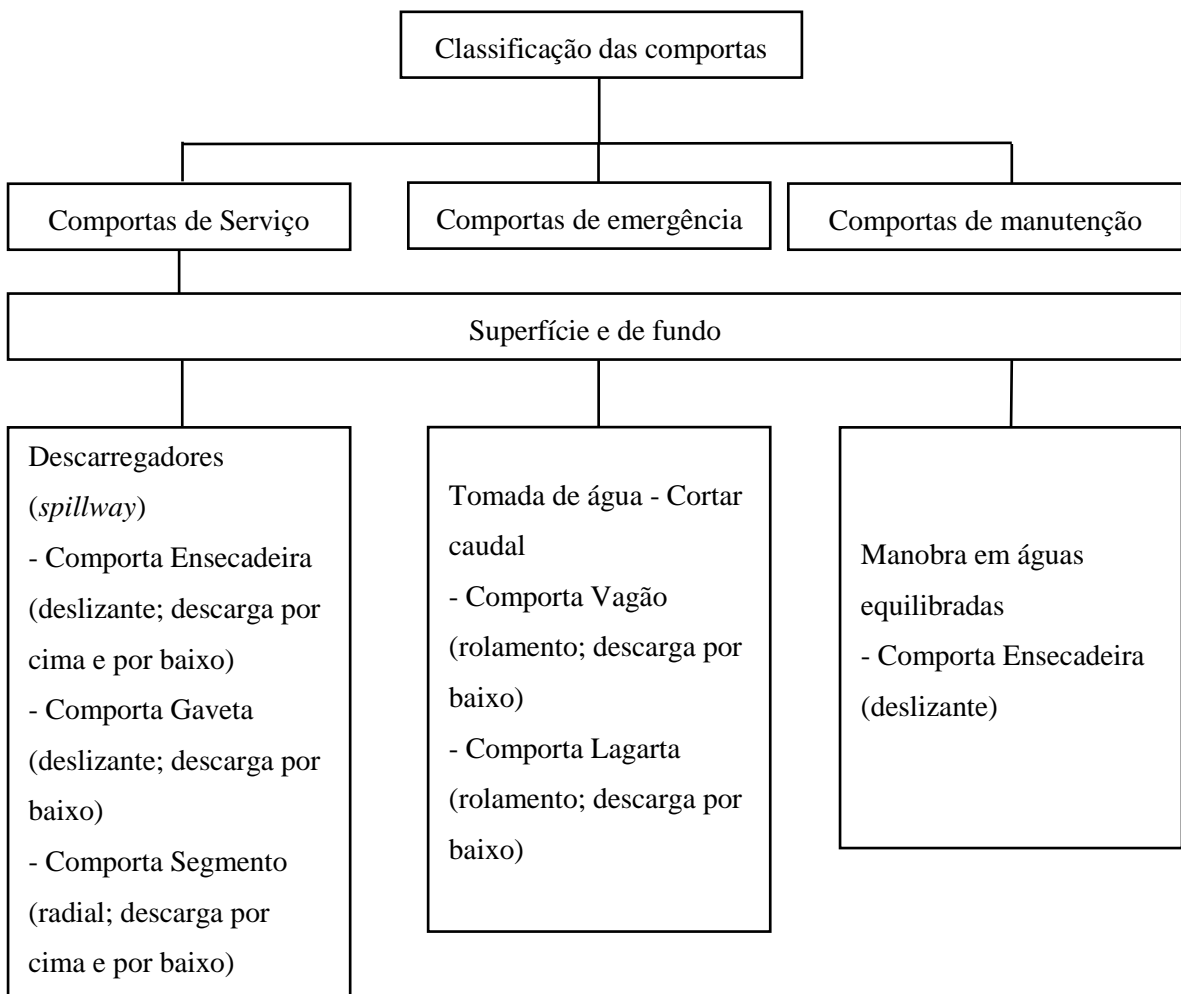 Classificação das comportas
Comportas de Serviço
Comportas de emergência
Comportas de manutenção
Superfície e de fundo
Descarregadores
(spillway)
- Comporta Ensecadeira
(deslizante; descarga por
cima e por baixo)
- Comporta Gaveta
(deslizante; descarga por
baixo)
- Comporta Segmento
(radial; descarga por
cima e por baixo)
Tomada de água - Cortar
caudal
- Comporta Vagão
(rolamento; descarga por
baixo)
- Comporta Lagarta
(rolamento; descarga por
baixo)
Manobra em águas
equilibradas
- Comporta Ensecadeira
(deslizante)